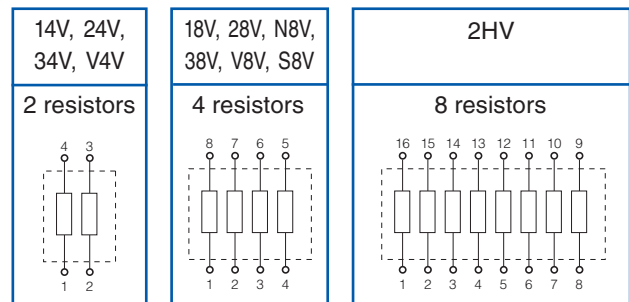 14V, 24V,
34V, V4V
2 resistors
4 3
1 2
18V, 28V, N8V,
38V, V8V, S8V
4 resistors
8 7 6 5
1 2 3 4
2HV
8 resistors
16 15 14 13 12 11 10 9
1 2 3 4 5 6 7 8